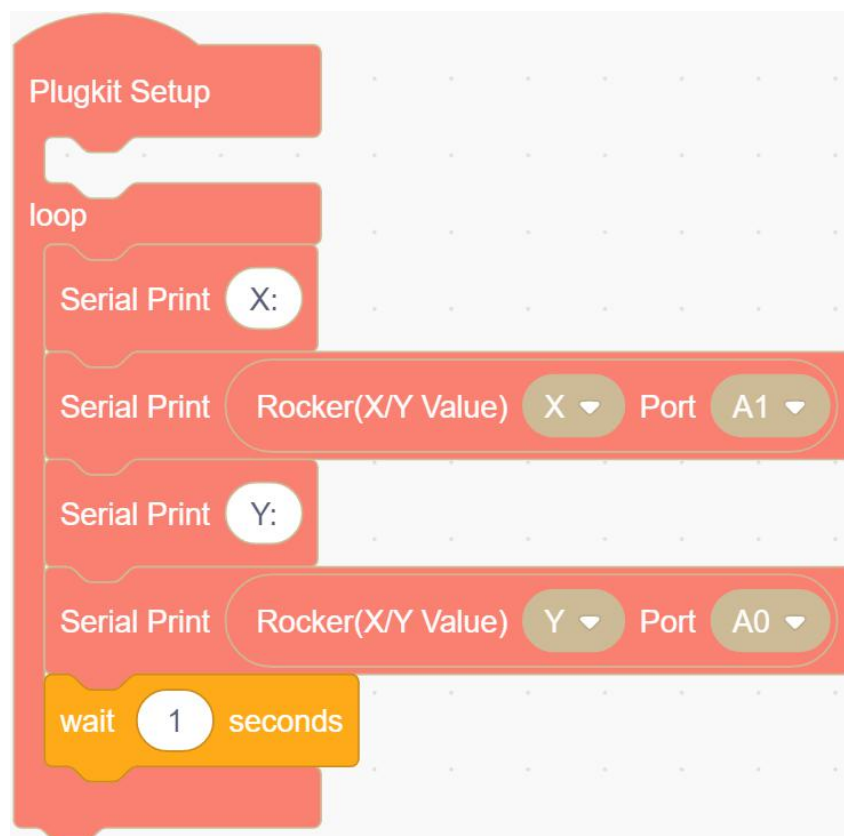 Plugkit Setup
loop
Serial Print X:
Serial Print Rocker(X/Y Value) X Port A1
Serial Print Y:
Serial Print Rocker(X/Y Value) Y Port A0
wait 1 seconds